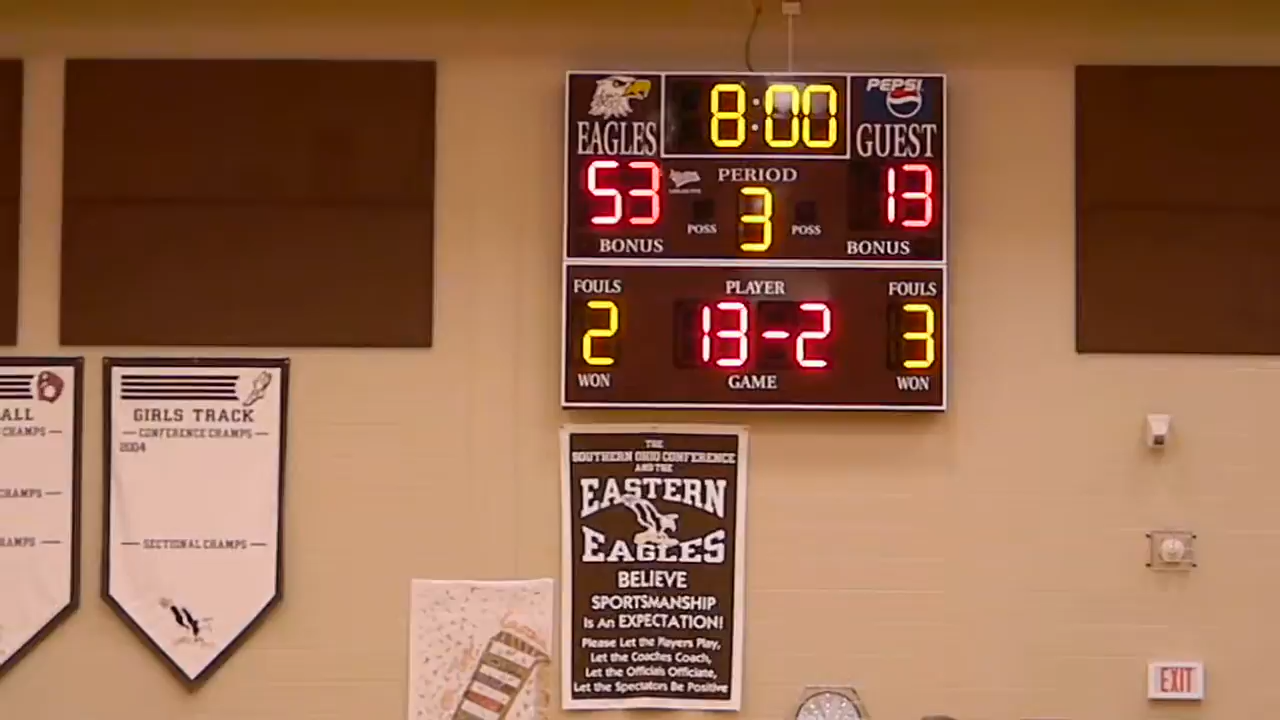 EAGLES
8:00
PEPSI
GUEST
53
PERIOD
13
POSS
3
POSS
BONUS
BONUS
FOULS
PLAYER
FOULS
2
13-2
3
WON
GAME
WON
ALL
CHAMPS
CHAMPS
CHAMPS
GIRLS TRACK
CONFERENCE CHAMPS
2004
SECTIONAL CHAMPS
THE
SOUTHERN OHIO CONFERENCE
AND THE
EASTERN
EAGLES
BELIEVE
SPORTSMANSHIP
Is An EXPECTATION!
Please Let the Players Play,
Let the Coaches Coach,
Let the Officials Officiate,
Let the Spectators Be Positive
EXIT